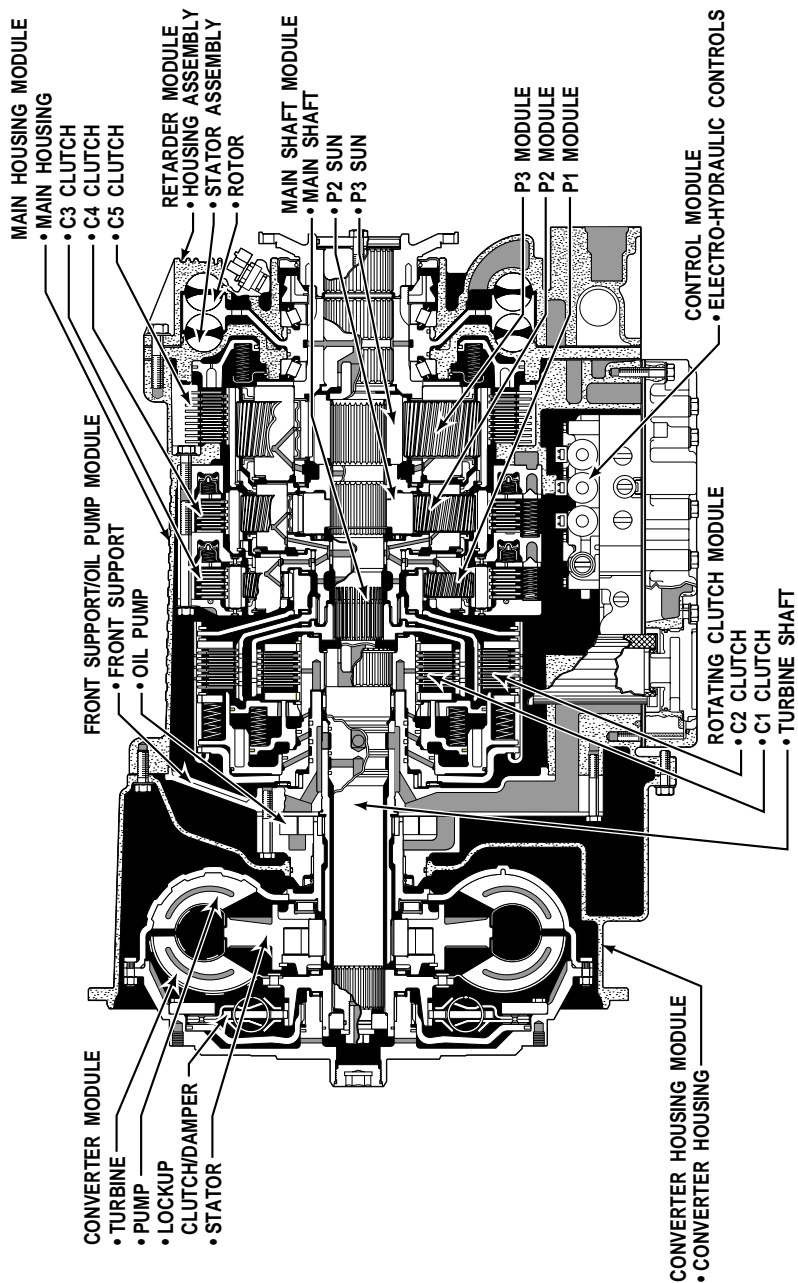 CONVERTER MODULE
• TURBINE
• PUMP
• LOCKUP
CLUTCH/DAMPER
• STATOR
FRONT SUPPORT/OIL PUMP MODULE
• FRONT SUPPORT
• OIL PUMP
MAIN HOUSING MODULE
• MAIN HOUSING
• C3 CLUTCH
• C4 CLUTCH
• C5 CLUTCH
RETARDER MODULE
• HOUSING ASSEMBLY
• STATOR ASSEMBLY
• ROTOR
MAIN SHAFT MODULE
• MAIN SHAFT
• P2 SUN
• P3 SUN
P3 MODULE
P2 MODULE
P1 MODULE
CONTROL MODULE
• ELECTRO-HYDRAULIC CONTROLS
ROTATING CLUTCH MODULE
• C2 CLUTCH
• C1 CLUTCH
• TURBINE SHAFT
CONVERTER HOUSING MODULE
• CONVERTER HOUSING